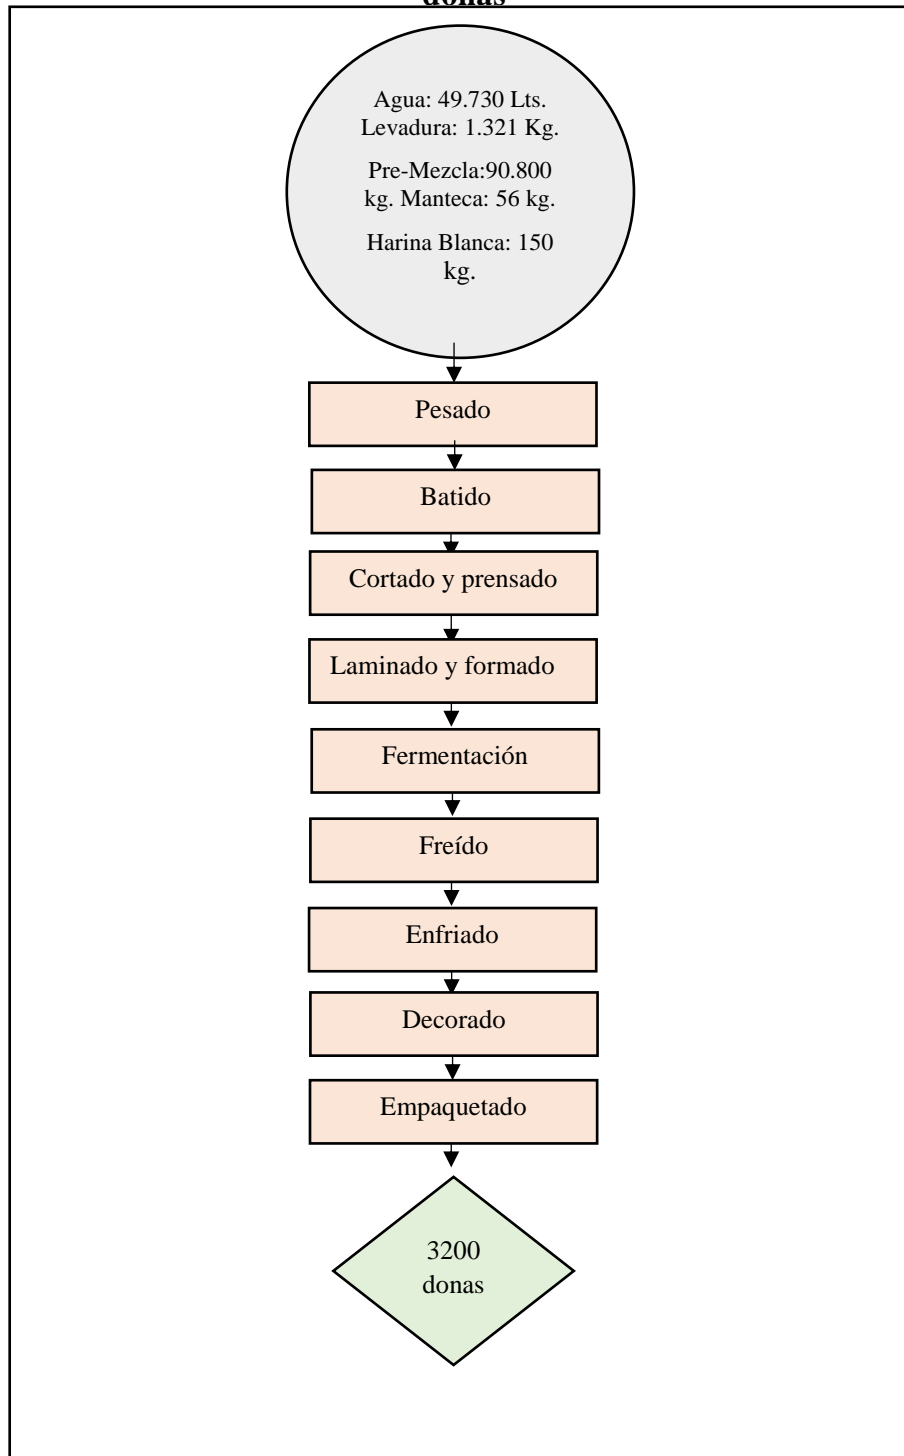 donas
Agua: 49.730 Lts.
Levadura: 1.321 Kg.
Pre-Mezcla:90.800
kg. Manteca: 56 kg.
Harina Blanca: 150
kg.
Pesado
Batido
Cortado y prensado
Laminado y formado
Fermentación
Freído
Enfriado
Decorado
Empaquetado
3200
donas